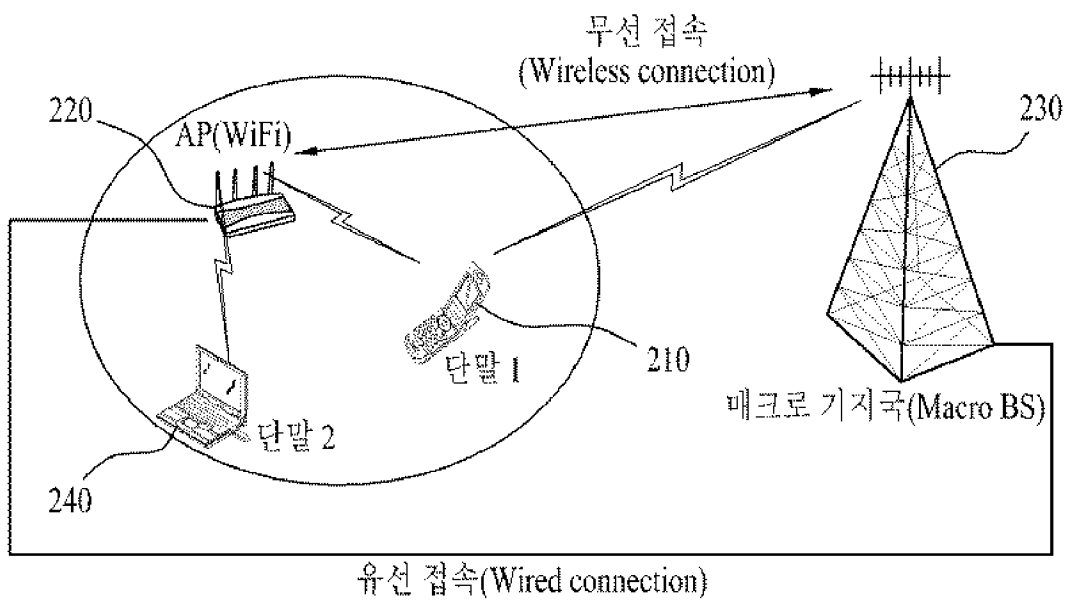 무선 접속
(Wireless connection)
220
AP(WiFi)
230
단말 1
210
매크로 기지국(Macro BS)
단말 2
240
유선 접속(Wired connection)